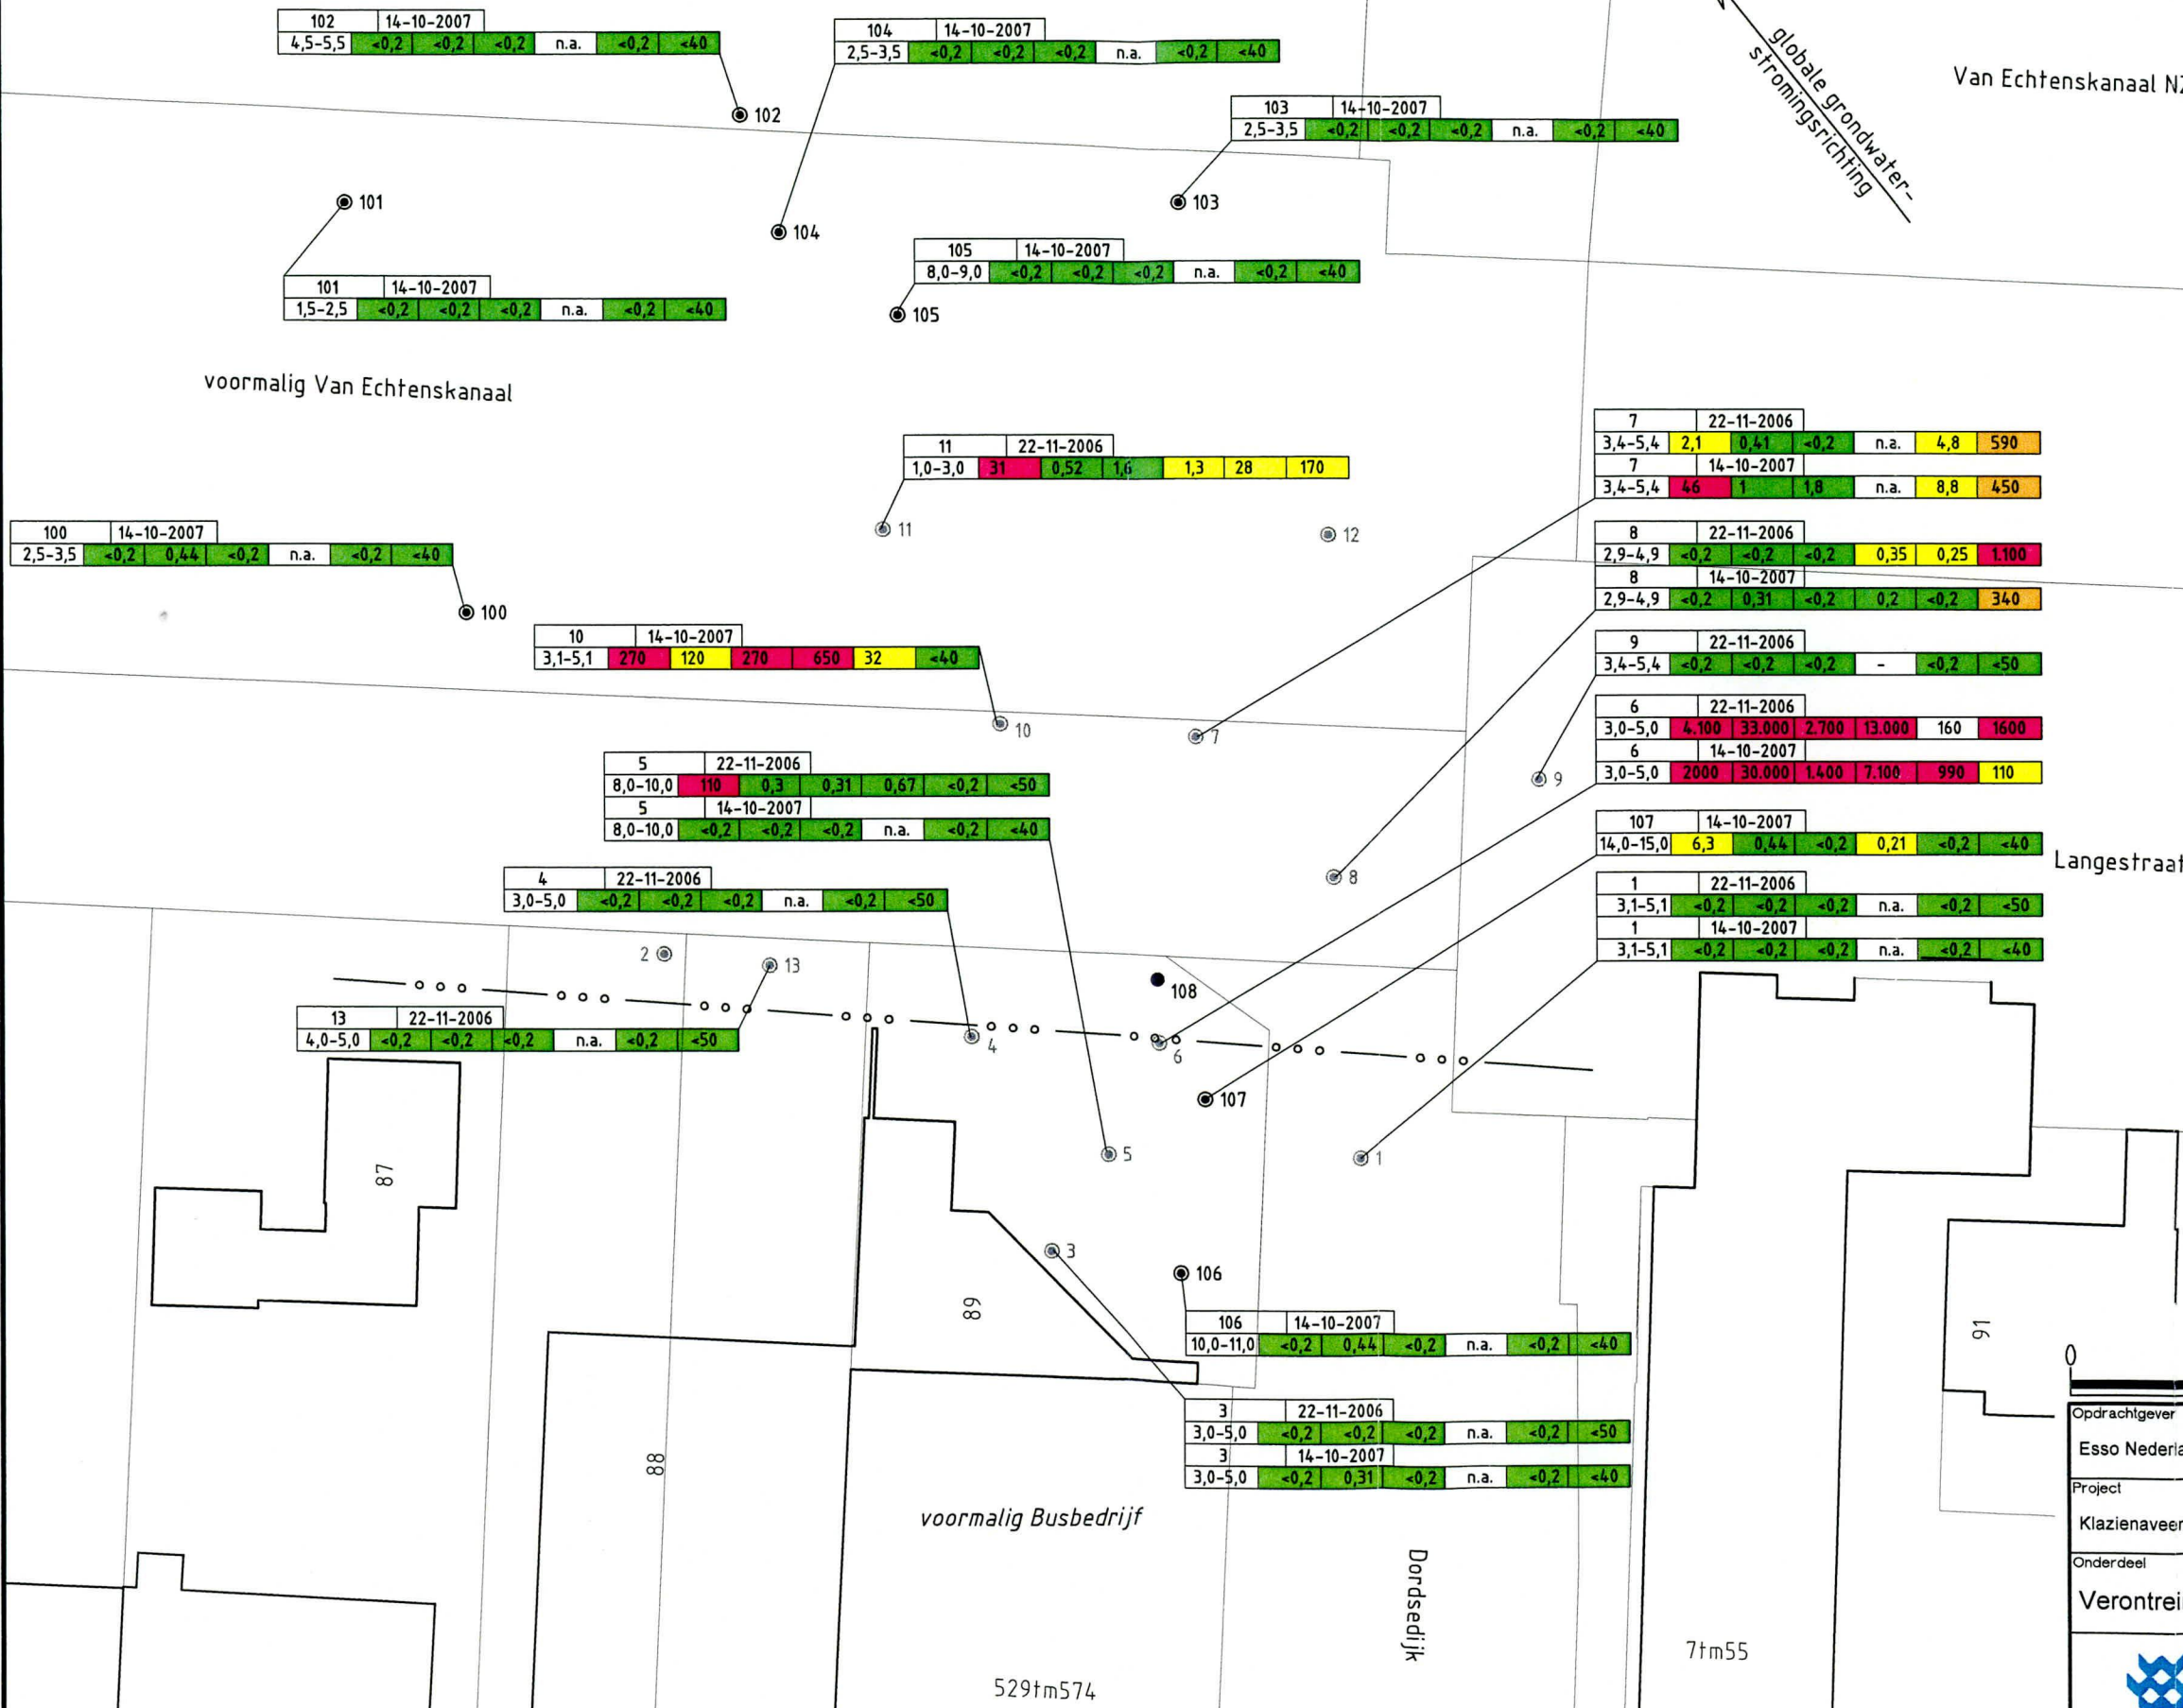 102 14-10-2007
4,5-5,5 <0,2 <0,2 <0,2 n.a. <0,2 <40
104 14-10-2007
2,5-3,5 <0,2 <0,2 <0,2 n.a. <0,2 <40
globale grondwater-
stromingsrichting
Van Echtenskanaal
103 14-10-2007
2,5-3,5 <0,2 <0,2 <0,2 n.a. <0,2 <40
102
101
103
104
105 14-10-2007
8,0-9,0 <0,2 <0,2 <0,2 n.a. <0,2 <40
101 14-10-2007
1,5-2,5 <0,2 <0,2 <0,2 n.a. <0,2 <40
105
voormalig Van Echtenskanaal
11 22-11-2006
1,0-3,0 31 0,52 1,6 1,3 28 170
7 22-11-2006
3,4-5,4 2,1 0,41 <0,2 n.a. 4,8 590
7 14-10-2007
3,4-5,4 46 1 1,8 n.a. 8,8 450
11
12
100 14-10-2007
2,5-3,5 <0,2 0,44 <0,2 n.a. <0,2 <40
8 22-11-2006
2,9-4,9 <0,2 <0,2 <0,2 0,35 0,25 1.100
8 14-10-2007
2,9-4,9 <0,2 0,31 <0,2 0,2 <0,2 340
100
10 14-10-2007
3,1-5,1 270 120 270 650 32 <40
9 22-11-2006
3,4-5,4 <0,2 <0,2 <0,2 - <0,2 <50
10
7
6 22-11-2006
3,0-5,0 4.100 33.000 2.700 13.000 160 1600
6 14-10-2007
3,0-5,0 2000 30.000 1.400 7.100 990 110
5 22-11-2006
8,0-10,0 110 0,3 0,31 0,67 <0,2 <50
5 14-10-2007
8,0-10,0 <0,2 <0,2 <0,2 n.a. <0,2 <40
9
107 14-10-2007
14,0-15,0 6,3 0,44 <0,2 0,21 <0,2 <40
Langestraat
8
4 22-11-2006
3,0-5,0 <0,2 <0,2 <0,2 n.a. <0,2 <50
1 22-11-2006
3,1-5,1 <0,2 <0,2 <0,2 n.a. <0,2 <50
1 14-10-2007
3,1-5,1 <0,2 <0,2 <0,2 n.a. <0,2 <40
2
13
108
13 22-11-2006
4,0-5,0 <0,2 <0,2 <0,2 n.a. <0,2 <50
4
6
107
5
1
87
3
106
89
106 14-10-2007
10,0-11,0 <0,2 0,44 <0,2 n.a. <0,2 <40
91
0
3 22-11-2006
3,0-5,0 <0,2 <0,2 <0,2 n.a. <0,2 <50
3 14-10-2007
3,0-5,0 <0,2 0,31 <0,2 n.a. <0,2 <40
88
voormalig Busbedrijf
Opdrachtgever
Esso
Project
Onderdeel
Dordsedijk
7tm55
529tm574